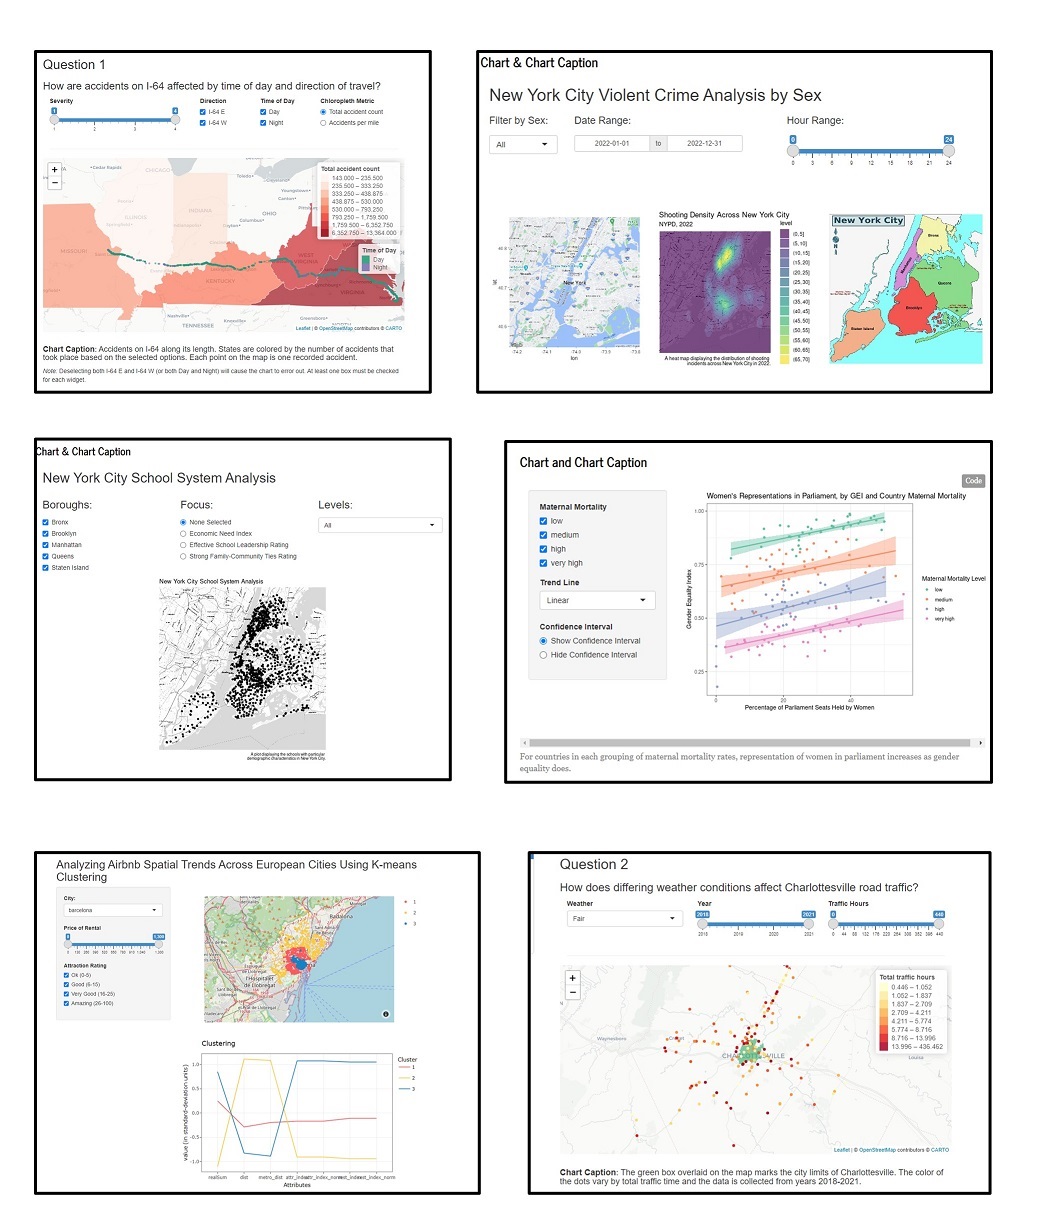 Question 1
How are accidents on I-64 affected by time of day and direction of travel?
Severity
Direction
Time of Day
Chloropleth Metric
1
4
I-64 E
Day
Total accident count
I-64 W
Night
Accidents per mile
1 2 3 4
+
−
Cedar Rapids
CHICAGO
Toledo
Youngstown
ILLINOIS
INDIANA
OHIO
Columbus
Dayton
Springfield
MISSOURI
WEST VIRGINIA
KENTUCKY
VIRGINIA
Nashville
Knoxville
Greensboro
TENNESSEE
Total accident count
143.000 – 235.500
235.500 – 333.250
333.250 – 438.875
438.875 – 530.000
530.000 – 793.250
793.250 – 1,759.500
1,759.500 – 6,352.750
6,352.750 – 13,364.000
Time of Day
Day
Night
Leaflet | © OpenStreetMap contributors © CARTO
Chart Caption: Accidents on I-64 along its length. States are colored by the number of accidents that
took place based on the selected options. Each point on the map is one recorded accident.
Note: Deselecting both I-64 E and I-64 W (or both Day and Night) will cause the chart to error out. At least one box must be checked
for each widget.
Chart & Chart Caption
New York City Violent Crime Analysis by Sex
Filter by Sex:
Date Range:
Hour Range:
All
2022-01-01 to 2022-12-31
0
24
0 3 6 9 12 15 18 21 24
New York
lat
-74.2 -74.1 -73.9 -73.8 -73.6
lon
Shooting Density Across New York City
NYPD, 2022
level
(0, 5]
(5, 10]
(10, 15]
(15, 20]
(20, 25]
(25, 30]
(30, 35]
(35, 40]
(40, 45]
(45, 50]
(50, 55]
(55, 60]
(60, 65]
(65, 70]
A heat map displaying the distribution of shooting
incidents across New York City in 2022.
New York City
Bronx
Manhattan
Queens
Brooklyn
Staten Island
Chart & Chart Caption
New York City School System Analysis
Boroughs:
Focus:
Levels:
Bronx
None Selected
All
Brooklyn
Economic Need Index
Manhattan
Effective School Leadership Rating
Queens
Strong Family-Community Ties Rating
Staten Island
New York City School System Analysis
A plot displaying the schools with particular
demographic characteristics in New York City.
Chart and Chart Caption
Code
Maternal Mortality
low
medium
high
very high
Trend Line
Linear
Confidence Interval
Show Confidence Interval
Hide Confidence Interval
Women's Representations in Parliament, by GEI and Country Maternal Mortality
1.00
0.75
0.50
0.25
Gender Equality Index
0 20 40
Percentage of Parliament Seats Held by Women
Maternal Mortality Level
low
medium
high
very high
For countries in each grouping of maternal mortality rates, representation of women in parliament increases as gender
equality does.
Analyzing Airbnb Spatial Trends Across European Cities Using K-means
Clustering
City:
barcelona
Price of Rental
0
1,300
Attraction Rating
Ok (0-5)
Good (6-15)
Very Good (16-25)
Amazing (26-100)
Badalona
l'Hospitalet
de Llobregat
1
2
3
Clustering
1.0
0.5
0.0
-0.5
-1.0
value [in standard-deviation units]
realSum dist metro_dist
Attributes
Cluster
1
2
3
Question 2
How does differing weather conditions affect Charlottesville road traffic?
Weather
Year
Traffic Hours
Fair
2018
2021
0
446
2018 2019 2020 2021
+
−
Waynesboro
Crozet
CHARLOTTESVILLE
Louisa
Total traffic hours
0.446 – 1.052
1.052 – 1.837
1.837 – 2.709
2.709 – 4.211
4.211 – 5.774
5.774 – 8.716
8.716 – 13.996
13.996 – 436.462
Leaflet | © OpenStreetMap contributors © CARTO
Chart Caption: The green box overlaid on the map marks the city limits of Charlottesville. The color of
the dots vary by total traffic time and the data is collected from years 2018-2021.